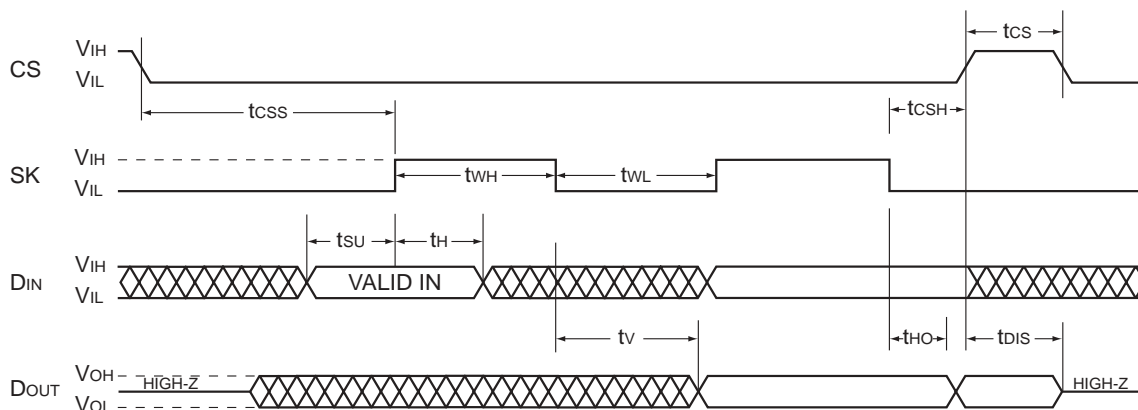 tCS
CS VIH
VIL
tCSS tCSH
SK VIH
VIL tWH tWL
tSU tH
DIN VIH
VIL VALID IN
tV tHO tDIS
DOUT VOH
HIGH-Z HIGH-Z
VOL